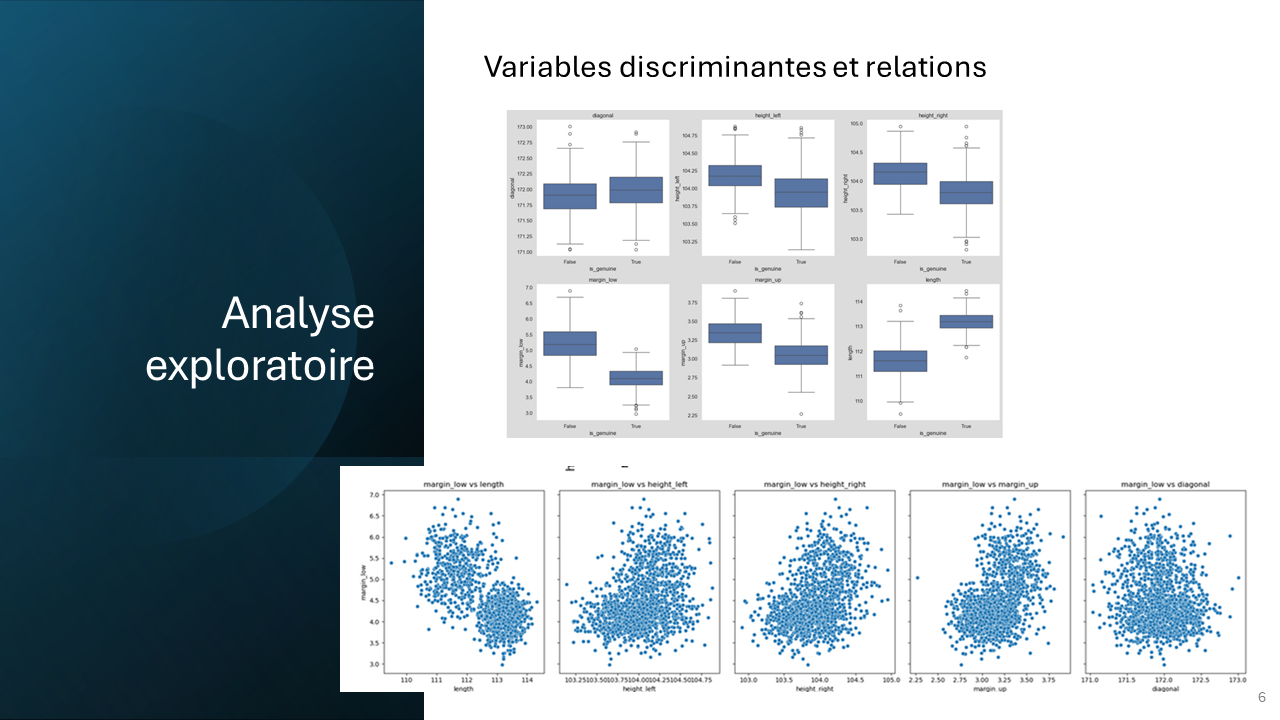 Variables discriminantes et relations
Analyse
exploratoire
diagonal
height_left
height_right
173.00
172.75
172.50
172.25
172.00
171.75
171.50
171.25
171.00
diagonal
False
True
is_genuine
104.75
104.50
104.25
104.00
103.75
103.50
103.25
height_left
False
True
is_genuine
105.0
104.5
104.0
103.5
103.0
height_right
False
True
is_genuine
margin_low
margin_up
length
7.0
6.5
6.0
5.5
5.0
4.5
4.0
3.5
3.0
margin_low
False
True
is_genuine
3.75
3.50
3.25
3.00
2.75
2.50
2.25
margin_up
False
True
is_genuine
114
113
112
111
110
length
False
True
is_genuine
margin_low vs length
margin_low vs height_left
margin_low vs height_right
margin_low vs margin_up
margin_low vs diagonal
7.0
6.5
6.0
5.5
5.0
4.5
4.0
3.5
3.0
margin_low
110 111 112 113 114
length
103.25 103.50 103.75 104.00 104.25 104.50 104.75
height_left
103.0 103.5 104.0 104.5 105.0
height_right
2.25 2.50 2.75 3.00 3.25 3.50 3.75
margin_up
171.0 171.5 172.0 172.5 173.0
diagonal
6